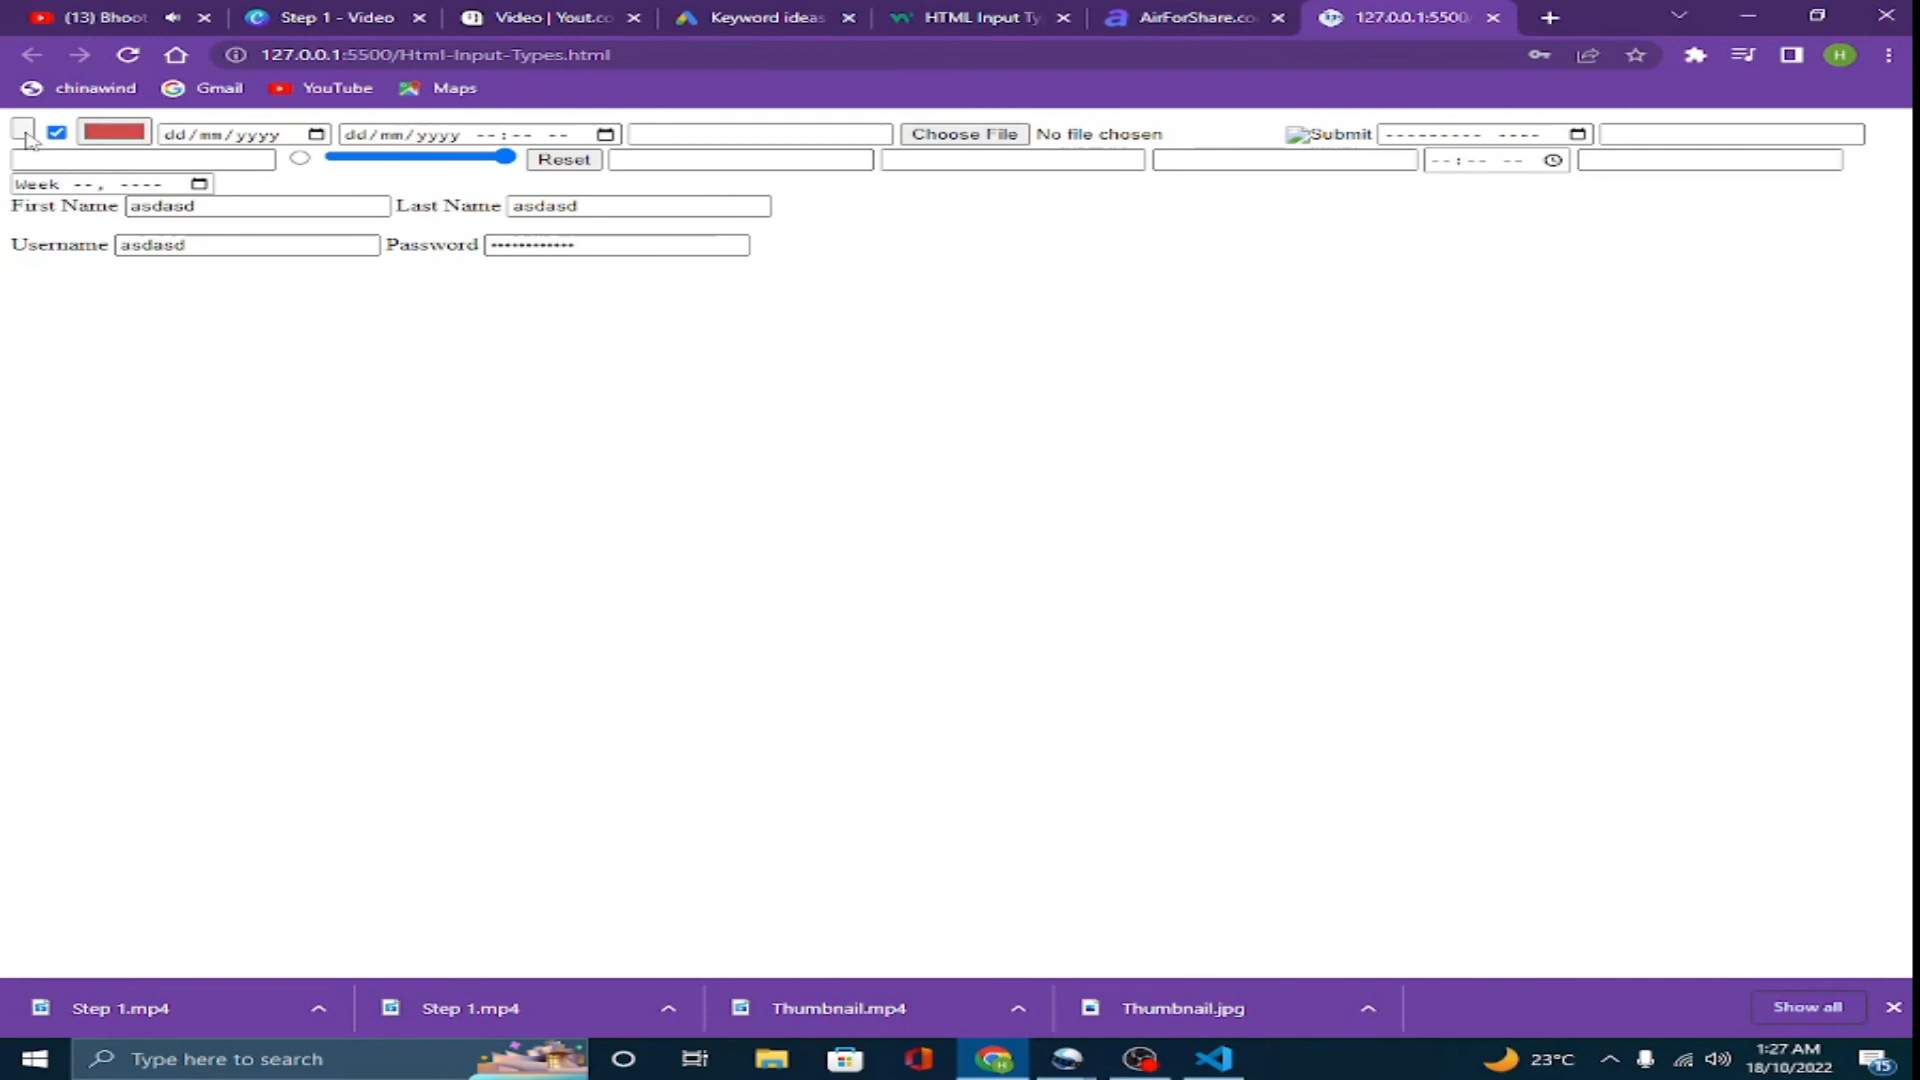 (13) Bhoot
Step 1 - Video
Video | Yout.co
Keyword ideas
HTML Input Ty
AirForShare.co
127.0.0.1:5500
127.0.0.1:5500/Html-Input-Types.html
H
chinawind
Gmail
YouTube
Maps
dd/mm/yyyy
dd/mm/yyyy --:-- --
Choose File No file chosen
Submit
--------- ----
Reset
--:-- --
Week --, ----
First Name asdasd Last Name asdasd
Username asdasd Password ••••••••••••
Step 1.mp4
Step 1.mp4
Thumbnail.mp4
Thumbnail.jpg
Show all
Type here to search
23°C
1:27 AM
18/10/2022
15